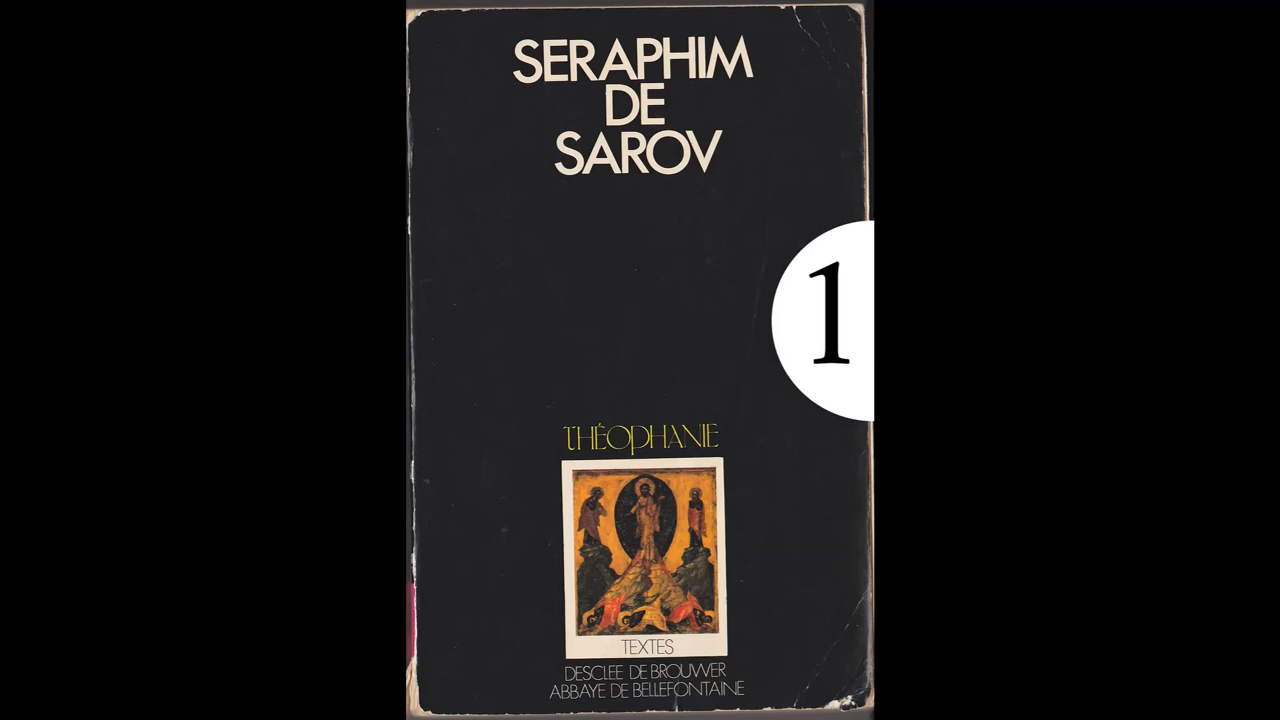 SERAPHIM
DE
SAROV
1
THÉOPHANIE
TEXTES
DESCLEE DE BROUWER
ABBAYE DE BELLEFONTAINE